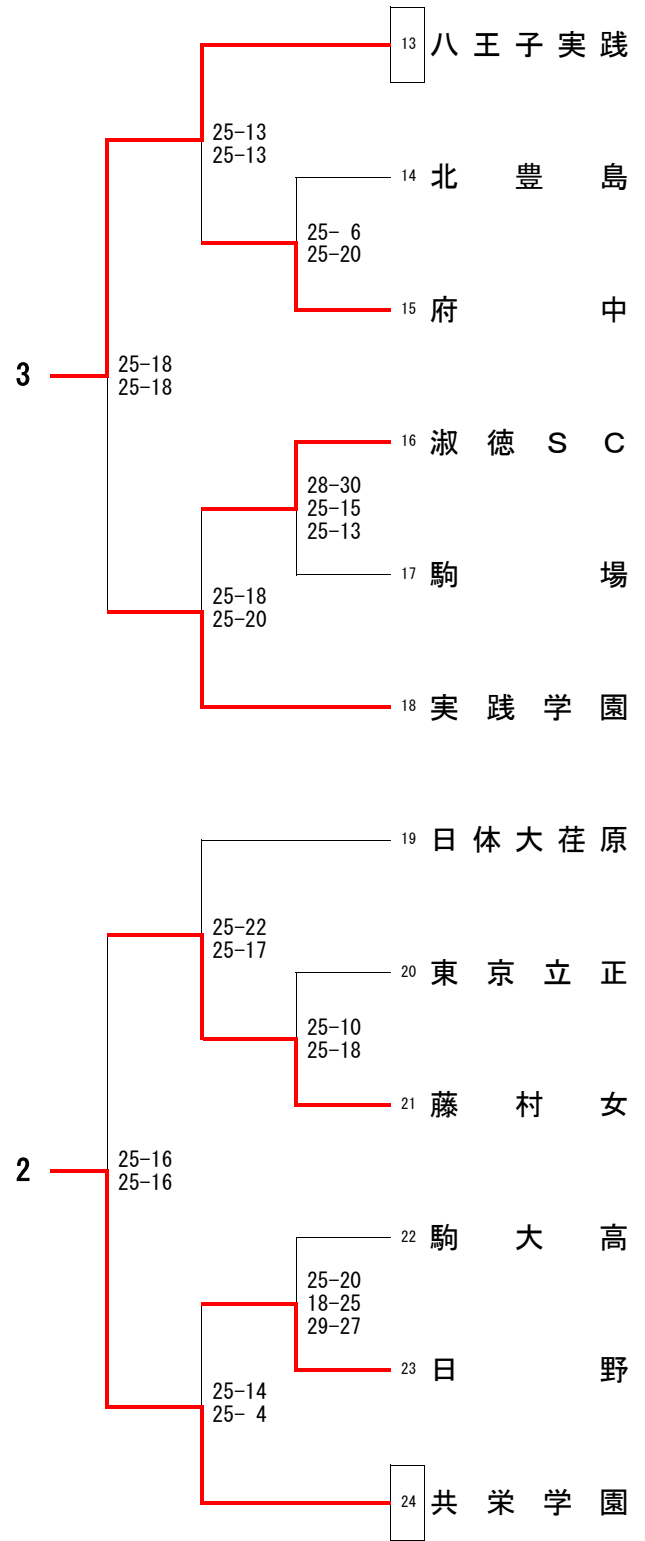 13 八王子実践
25-13
25-13
14 北豊島
25- 6
25-20
15 府中
3
25-18
25-18
16 淑徳ＳＣ
28-30
25-15
25-13
17 駒場
25-18
25-20
18 実践学園
19 日体大荏原
25-22
25-17
20 東京立正
25-10
25-18
21 藤村女
2
25-16
25-16
22 駒大高
25-20
18-25
29-27
23 日野
25-14
25- 4
24 共栄学園